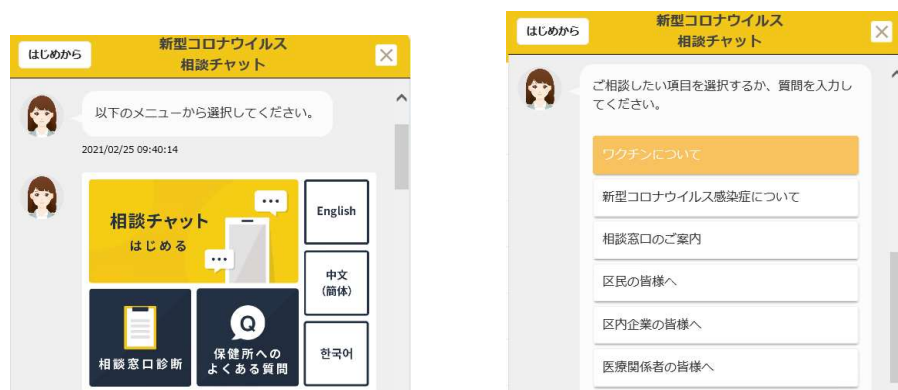 はじめから
新型コロナウイルス
相談チャット
以下のメニューから選択してください。
2021/02/25 09:40:14
相談チャット
はじめる
English
中文
(簡体)
한국어
相談窓口診断
Q
保健所への
よくある質問
はじめから
新型コロナウイルス
相談チャット
ご相談したい項目を選択するか、質問を入力し
てください。
ワクチンについて
新型コロナウイルス感染症について
相談窓口のご案内
区民の皆様へ
区内企業の皆様へ
医療関係者の皆様へ